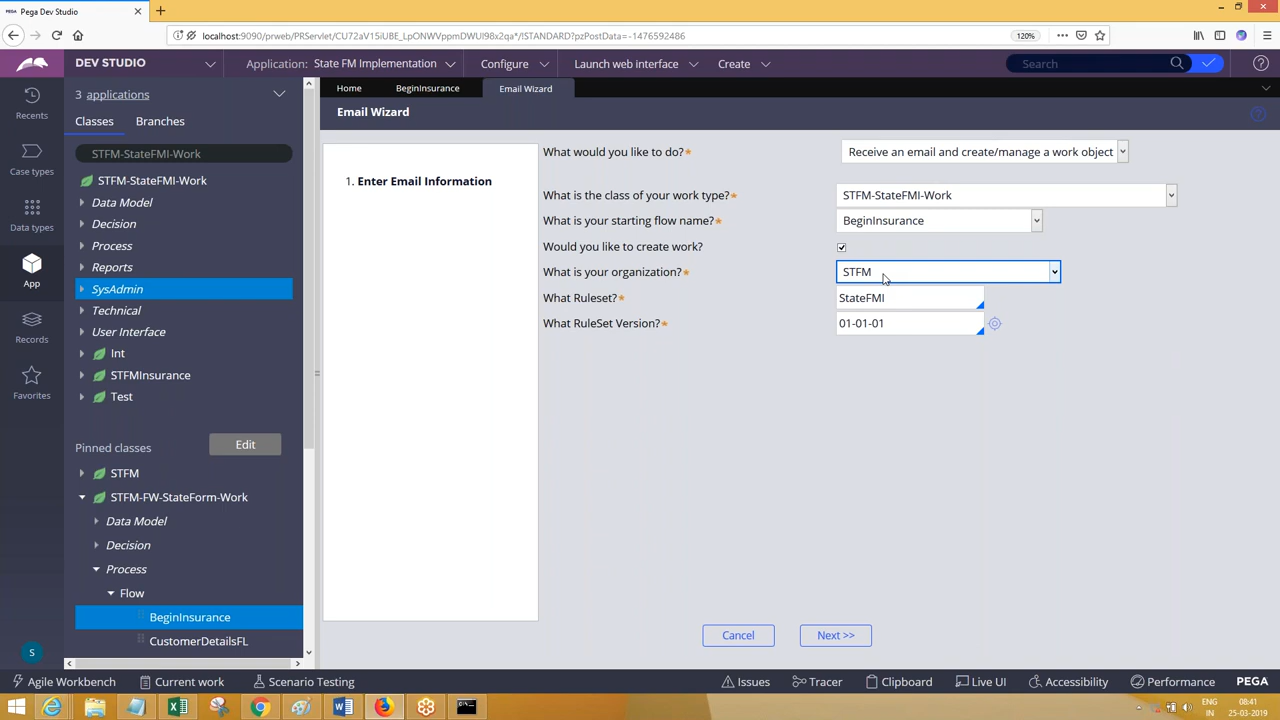 Pega Dev Studio
localhost:9090/prweb/PRServlet/CU72aV15iUBE_LpONWVppmDWUI98x2qa*/!STANDARD?pzPostData=-1476592486
120%
DEV STUDIO
Application: State FM Implementation
Configure
Launch web interface
Create
Search
Recents
Case types
Data types
App
Records
Favorites
S
3 applications
Classes
Branches
STFM-StateFMI-Work
STFM-StateFMI-Work
Data Model
Decision
Process
Reports
SysAdmin
Technical
User Interface
Int
STFMInsurance
Test
Pinned classes
Edit
STFM
STFM-FW-StateForm-Work
Data Model
Decision
Process
Flow
BeginInsurance
CustomerDetailsFL
Home
BeginInsurance
Email Wizard
Email Wizard
1. Enter Email Information
What would you like to do?* Receive an email and create/manage a work object
What is the class of your work type?* STFM-StateFMI-Work
What is your starting flow name?* BeginInsurance
Would you like to create work?
What is your organization?* STFM
What Ruleset?* StateFMI
What RuleSet Version?* 01-01-01
Cancel
Next >>
Agile Workbench
Current work
Scenario Testing
Issues
Tracer
Clipboard
Live UI
Accessibility
Performance
PEGA
ENG
IN
08:41
25-03-2019